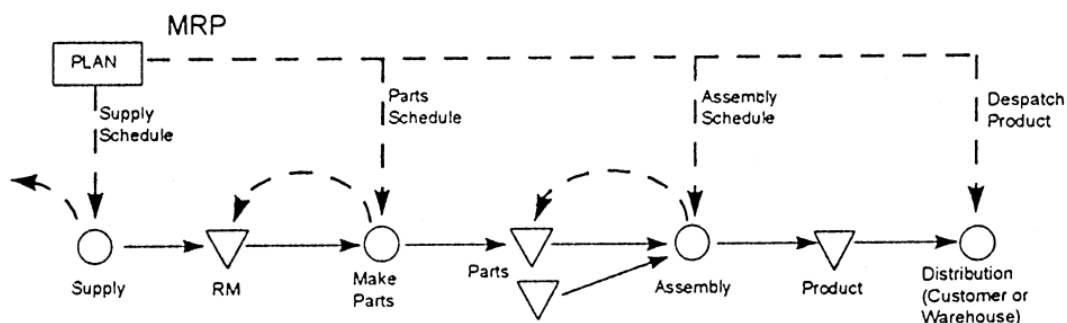 MRP
PLAN
Supply
Schedule
Parts
Schedule
Assembly
Schedule
Despatch
Product
Supply
RM
Make
Parts
Parts
Assembly
Product
Distribution
(Customer or
Warehouse)